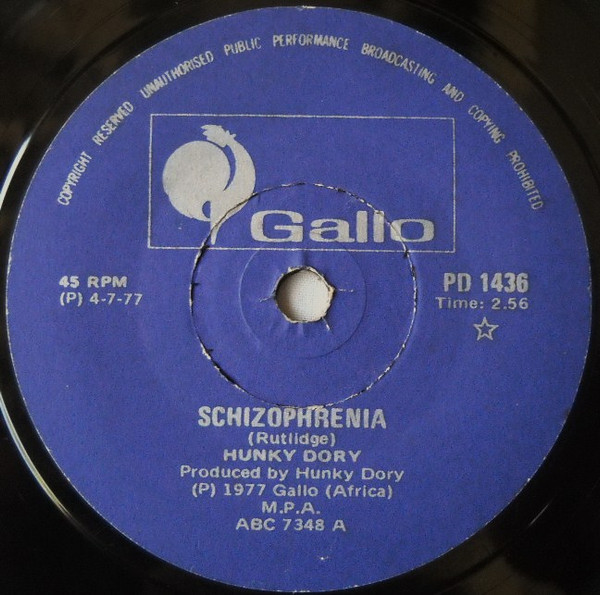 COPYRIGHT RESERVED UNAUTHORISED PUBLIC PERFORMANCE BROADCASTING AND COPYING PROHIBITED
Gallo
45 RPM
(P) 4-7-77
PD 1436
Time: 2.56
SCHIZOPHRENIA
(Rutlidge)
HUNKY DORY
Produced by Hunky Dory
(P) 1977 Gallo (Africa)
M.P.A.
ABC 7348 A